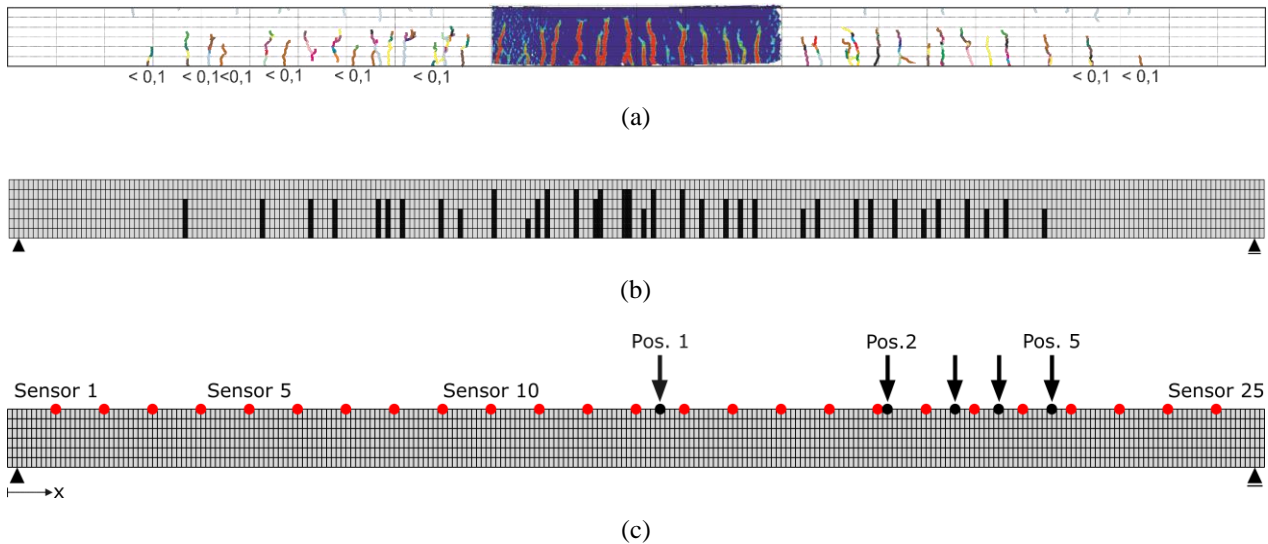 < 0,1 < 0,1 < 0,1 < 0,1 < 0,1 < 0,1 < 0,1 < 0,1
(a)
(b)
Pos. 1 Pos.2 Pos. 5
Sensor 1 Sensor 5 Sensor 10 Sensor 25
x
(c)